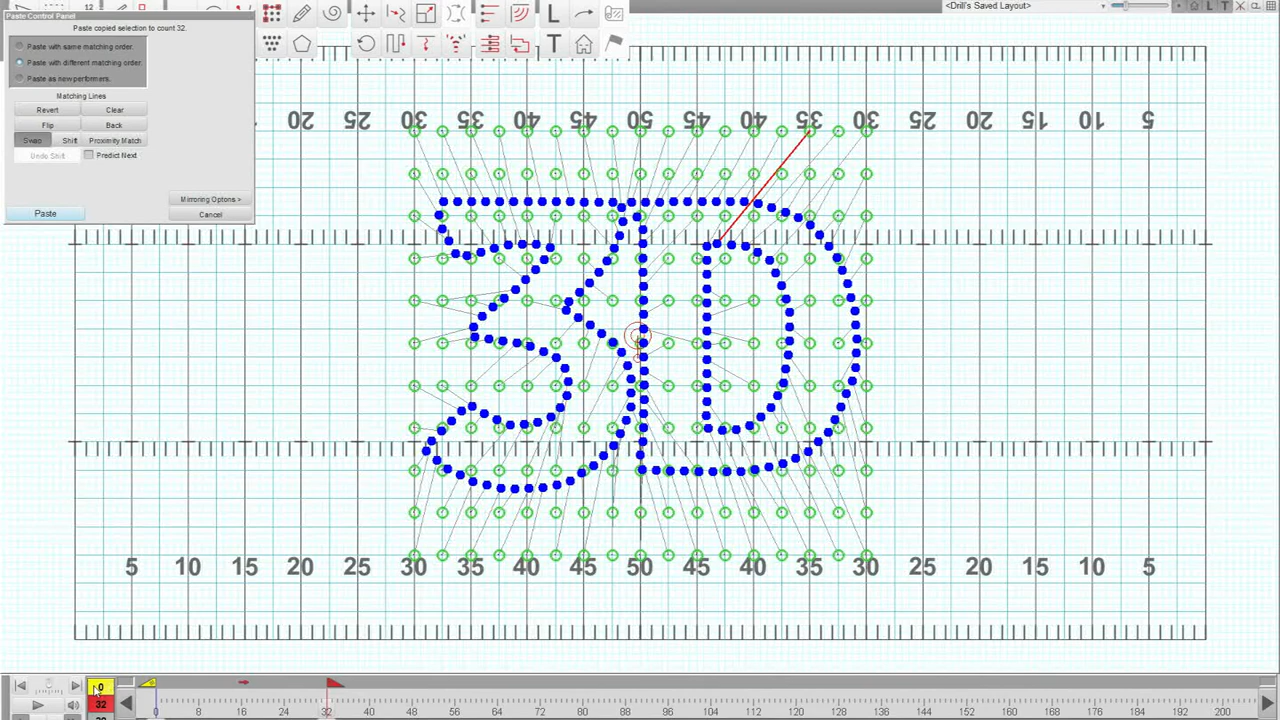 Paste Control Panel
Paste copied selection to count 32.
Paste with same matching order.
Paste with different matching order.
Paste as new performers.
Matching Lines
Revert Clear
Flip Back
Swap Shift Proximity Match
Undo Shift Predict Next
Mirroring Options >
Paste Cancel
12
L
T
<Drill's Saved Layout>
L T
20 25 30 35 40 45 50 45 40 35 30 25 20 15 10 5
3D
5 10 15 20 25 30 35 40 45 50 45 40 35 30 25 20 15 10 5
0
32
0 8 16 24 32 40 48 56 64 72 80 88 96 104 112 120 128 136 144 152 160 168 176 184 192 200